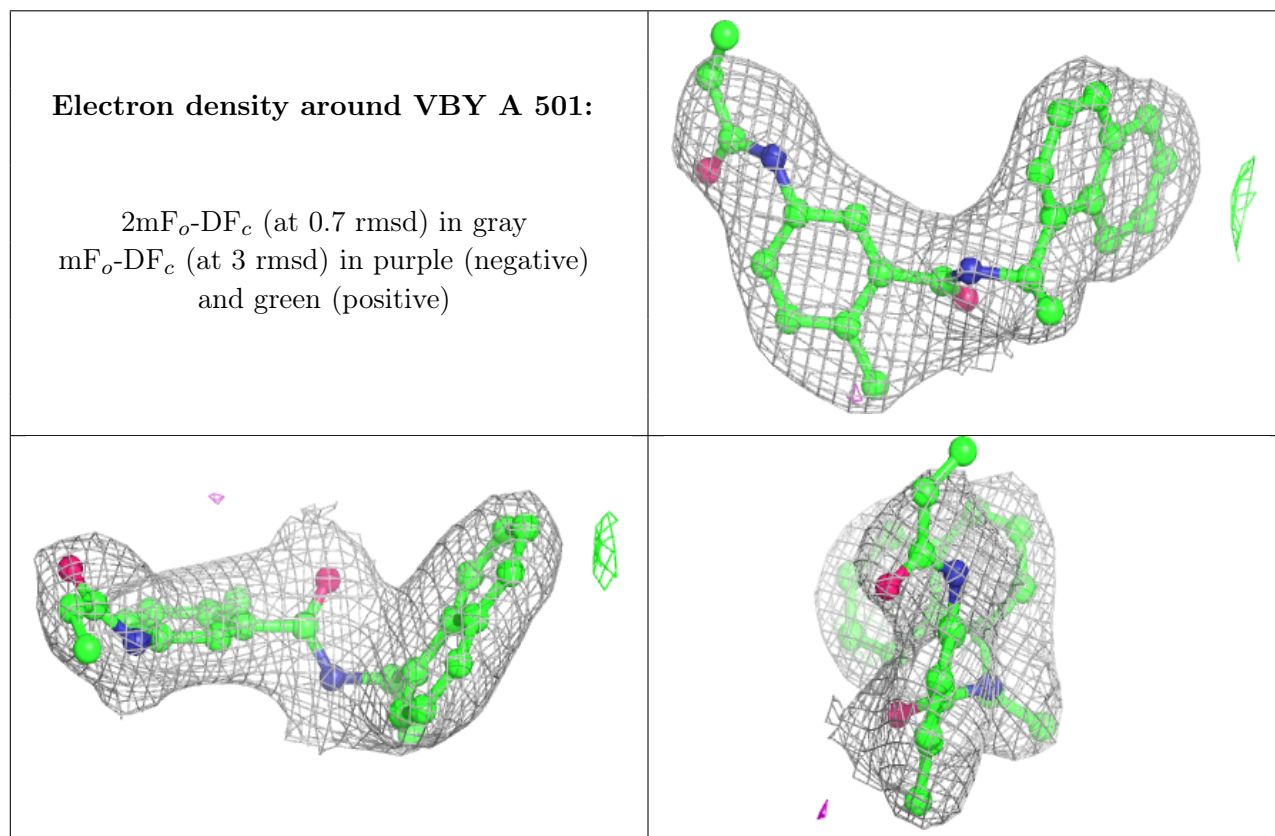 Electron density around VBY A 501:
2mFₒ-DF𝒸 (at 0.7 rmsd) in gray
mFₒ-DF𝒸 (at 3 rmsd) in purple (negative)
and green (positive)